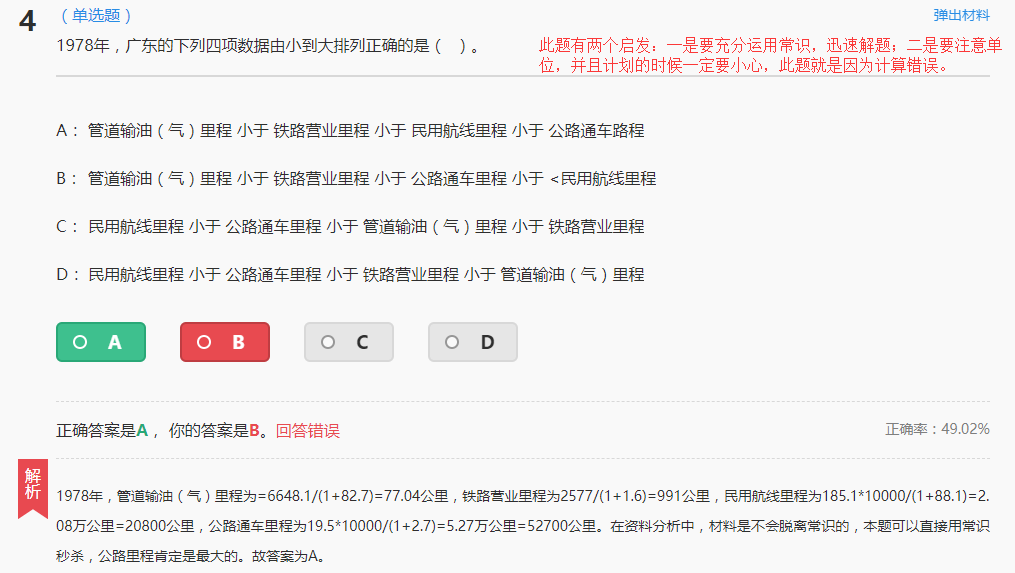 4
（单选题）
弹出材料
1978年，广东的下列四项数据由小到大排列正确的是（　）。
此题有两个启发：一是要充分运用常识，迅速解题；二是要注意单
位，并且计划的时候一定要小心，此题就是因为计算错误。
A： 管道输油（气）里程 小于 铁路营业里程 小于 民用航线里程 小于 公路通车路程
B： 管道输油（气）里程 小于 铁路营业里程 小于 公路通车里程 小于 <民用航线里程
C： 民用航线里程 小于 公路通车里程 小于 管道输油（气）里程 小于 铁路营业里程
D： 民用航线里程 小于 公路通车里程 小于 铁路营业里程 小于 管道输油（气）里程
A B C D
正确答案是A， 你的答案是B。回答错误
正确率：49.02%
解析
1978年，管道输油（气）里程为=6648.1/(1+82.7)=77.04公里，铁路营业里程为2577/(1+1.6)=991公里，民用航线里程为185.1*10000/(1+88.1)=2.
08万公里=20800公里，公路通车里程为19.5*10000/(1+2.7)=5.27万公里=52700公里。在资料分析中，材料是不会脱离常识的，本题可以直接用常识
秒杀，公路里程肯定是最大的。故答案为A。